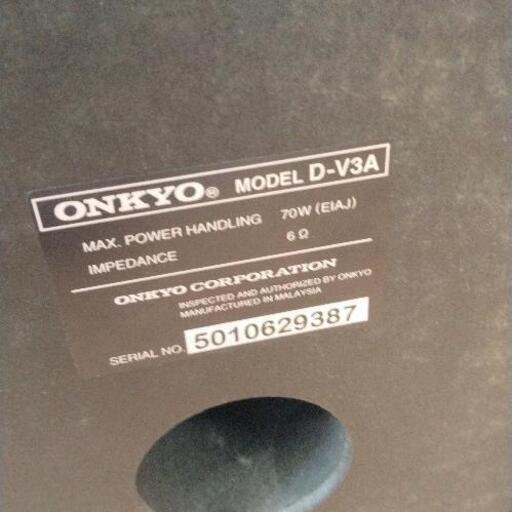 ONKYO® MODEL D-V3A
MAX. POWER HANDLING 70W (EIAJ)
IMPEDANCE 6 Ω
ONKYO CORPORATION
INSPECTED AND AUTHORIZED BY ONKYO
MANUFACTURED IN MALAYSIA
SERIAL NO. 5010629387